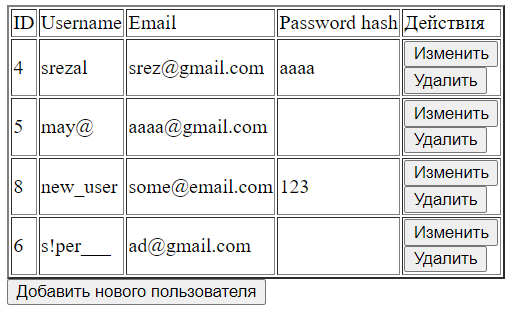 ID Username Email Password hash Действия
4 srezal srez@gmail.com aaaa Изменить
Удалить
5 may@ aaaa@gmail.com Изменить
Удалить
8 new_user some@email.com 123 Изменить
Удалить
6 s!per___ ad@gmail.com Изменить
Удалить
Добавить нового пользователя